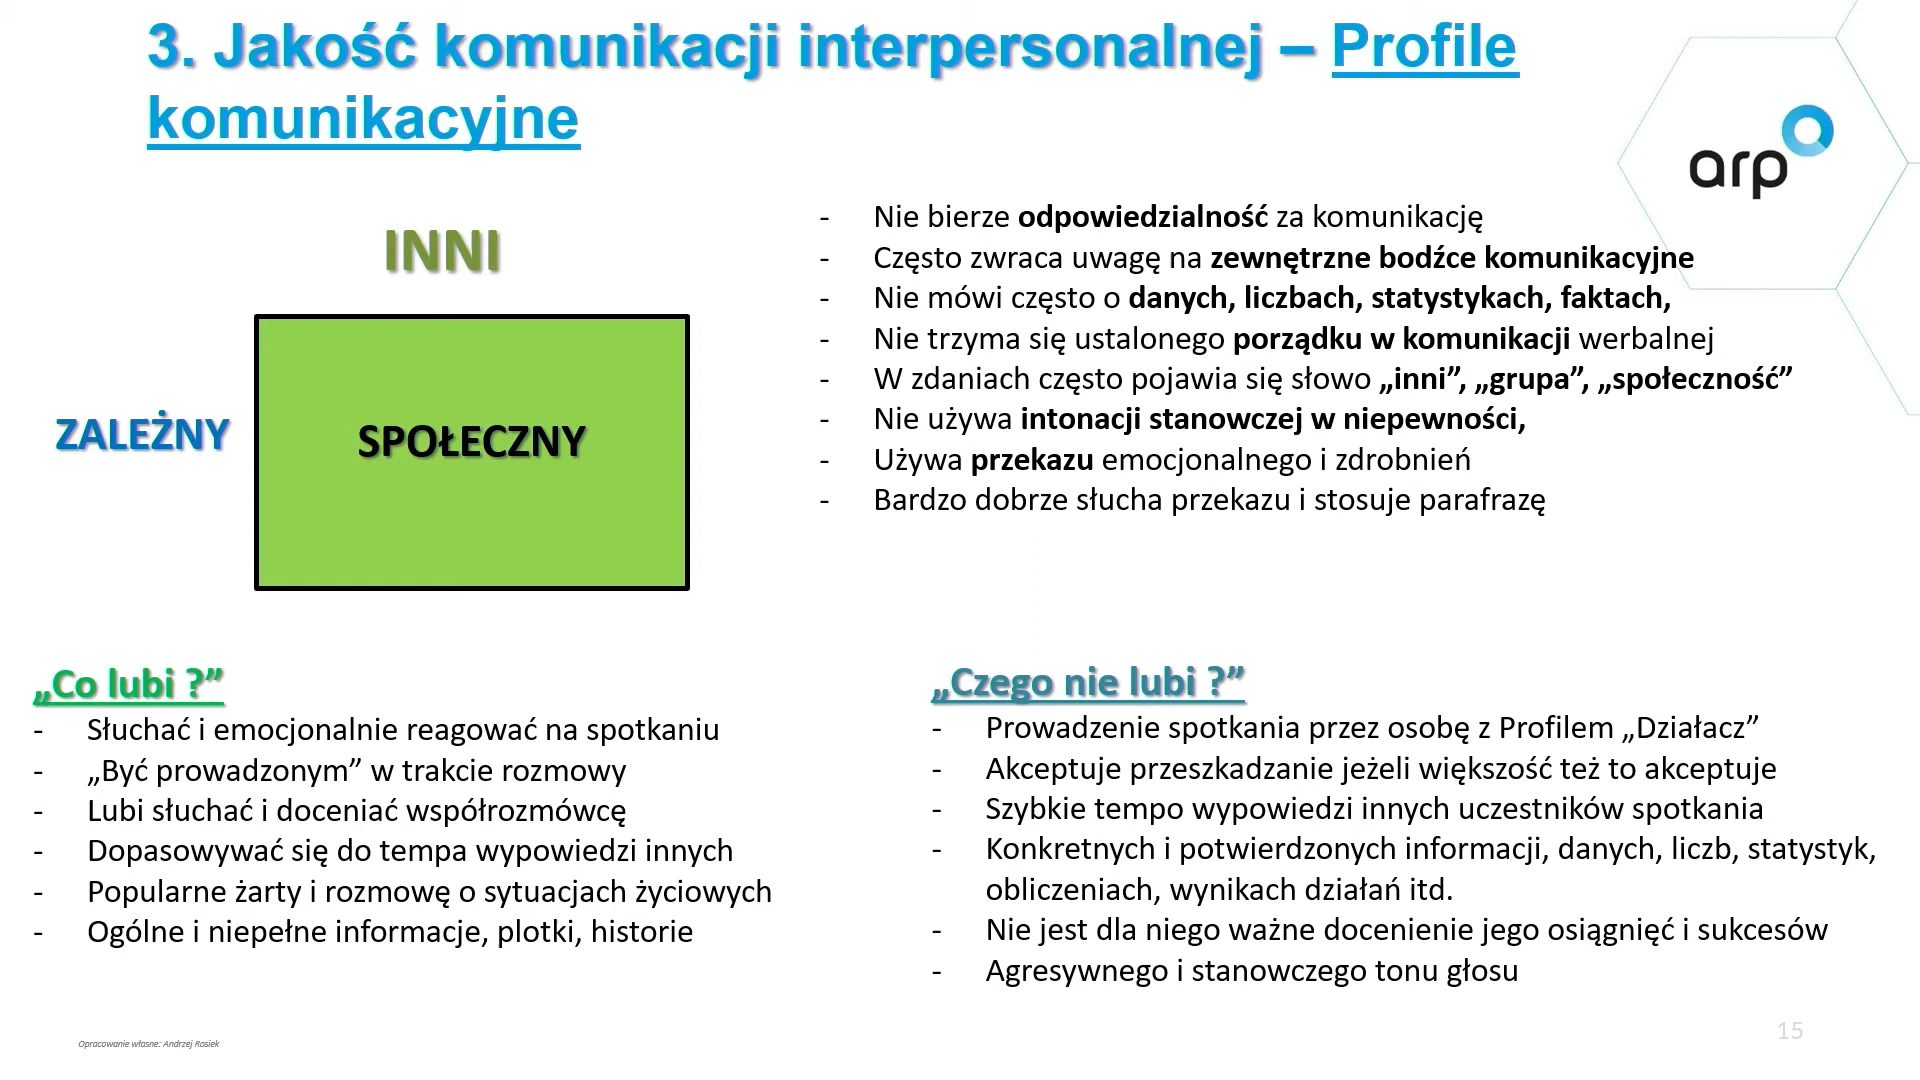 3. Jakość komunikacji interpersonalnej – Profile
komunikacyjne
arp
INNI
ZALEŻNY
SPOŁECZNY
- Nie bierze odpowiedzialność za komunikację
- Często zwraca uwagę na zewnętrzne bodźce komunikacyjne
- Nie mówi często o danych, liczbach, statystykach, faktach,
- Nie trzyma się ustalonego porządku w komunikacji werbalnej
- W zdaniach często pojawia się słowo „inni”, „grupa”, „społeczność”
- Nie używa intonacji stanowczej w niepewności,
- Używa przekazu emocjonalnego i zdrobnień
- Bardzo dobrze słucha przekazu i stosuje parafrazę
„Co lubi ?”
- Słuchać i emocjonalnie reagować na spotkaniu
- „Być prowadzonym” w trakcie rozmowy
- Lubi słuchać i doceniać współrozmówcę
- Dopasowywać się do tempa wypowiedzi innych
- Popularne żarty i rozmowę o sytuacjach życiowych
- Ogólne i niepełne informacje, plotki, historie
„Czego nie lubi ?”
- Prowadzenie spotkania przez osobę z Profilem „Działacz”
- Akceptuje przeszkadzanie jeżeli większość też to akceptuje
- Szybkie tempo wypowiedzi innych uczestników spotkania
- Konkretnych i potwierdzonych informacji, danych, liczb, statystyk,
obliczeniach, wynikach działań itd.
- Nie jest dla niego ważne docenienie jego osiągnięć i sukcesów
- Agresywnego i stanowczego tonu głosu
Opracowanie własne: Andrzej Rosiek
15